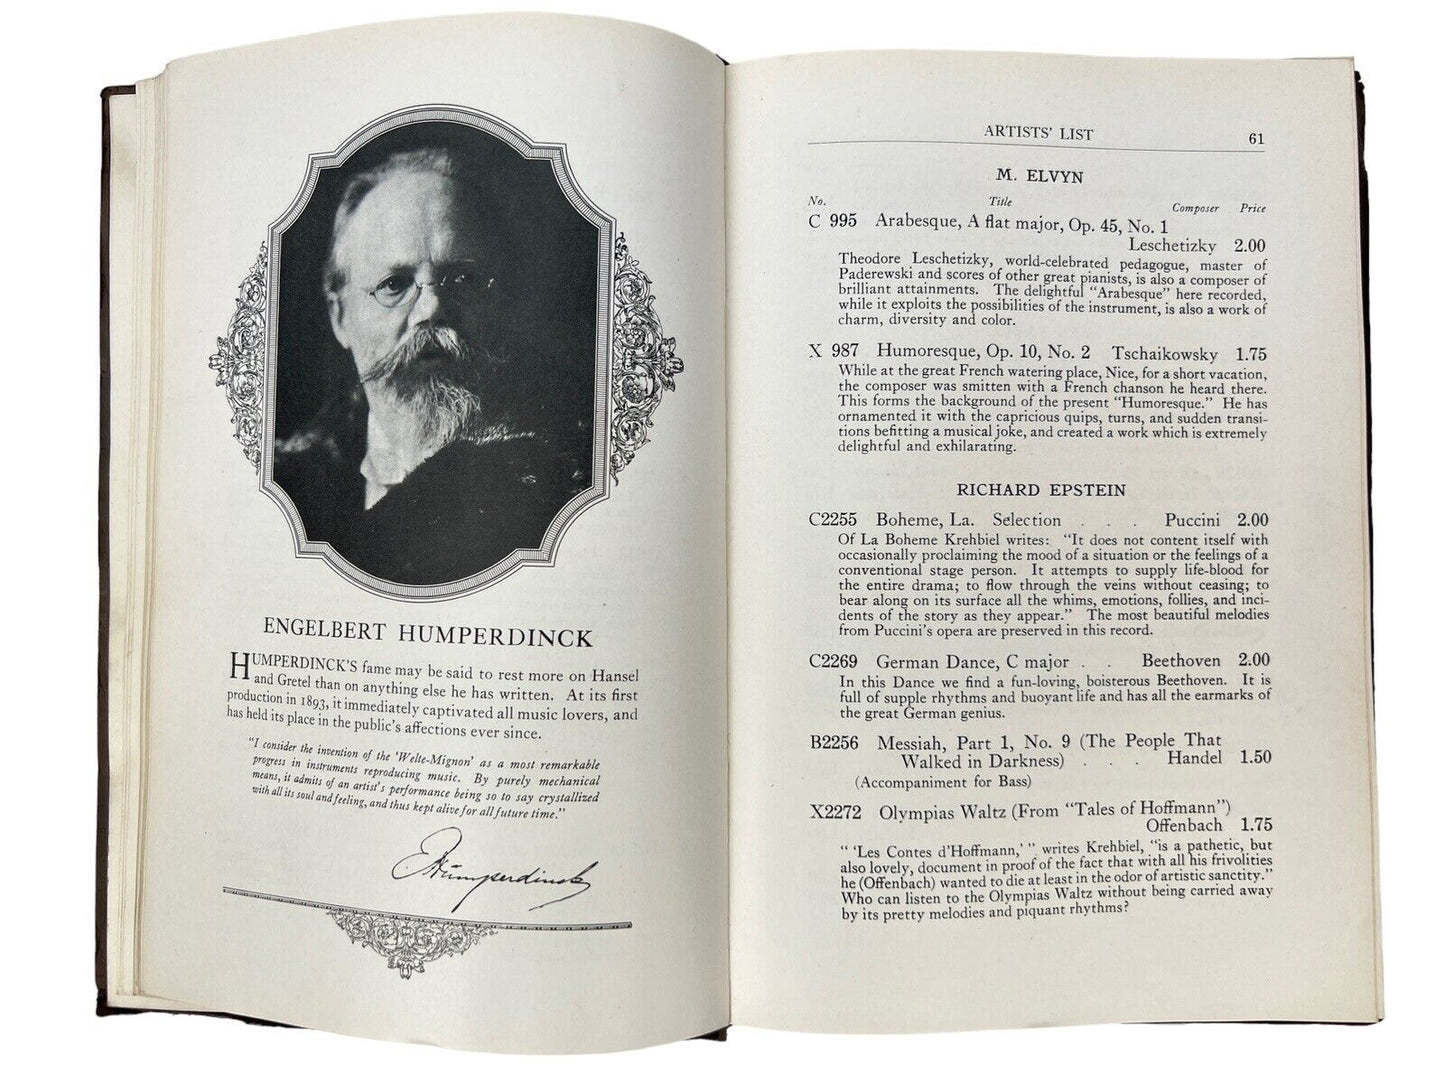 ENGELBERT HUMPERDINCK
HUMPERDINCK'S fame may be said to rest more on Hansel
and Gretel than on anything else he has written. At its first
production in 1893, it immediately captivated all music lovers, and
has held its place in the public's affections ever since.
"I consider the invention of the 'Welte-Mignon' as a most remarkable
progress in instruments reproducing music. By purely mechanical
means, it admits of an artist's performance being so to say crystallized
with all its soul and feeling, and thus kept alive for all future time."
EHumperdinck
ARTISTS' LIST 61
M. ELVYN
No. Title Composer Price
C 995 Arabesque, A flat major, Op. 45, No. 1
Leschetizky 2.00
Theodore Leschetizky, world-celebrated pedagogue, master of
Paderewski and scores of other great pianists, is also a composer of
brilliant attainments. The delightful "Arabesque" here recorded,
while it exploits the possibilities of the instrument, is also a work of
charm, diversity and color.
X 987 Humoresque, Op. 10, No. 2 Tschaikowsky 1.75
While at the great French watering place, Nice, for a short vacation,
the composer was smitten with a French chanson he heard there.
This forms the background of the present "Humoresque." He has
ornamented it with the capricious quips, turns, and sudden transi-
tions befitting a musical joke, and created a work which is extremely
delightful and exhilarating.
RICHARD EPSTEIN
C2255 Boheme, La. Selection . . . Puccini 2.00
Of La Boheme Krehbiel writes: "It does not content itself with
occasionally proclaiming the mood of a situation or the feelings of a
conventional stage person. It attempts to supply life-blood for
the entire drama; to flow through the veins without ceasing; to
bear along on its surface all the whims, emotions, follies, and inci-
dents of the story as they appear." The most beautiful melodies
from Puccini's opera are preserved in this record.
C2269 German Dance, C major . . Beethoven 2.00
In this Dance we find a fun-loving, boisterous Beethoven. It is
full of supple rhythms and buoyant life and has all the earmarks of
the great German genius.
B2256 Messiah, Part 1, No. 9 (The People That
Walked in Darkness) . . . Handel 1.50
(Accompaniment for Bass)
X2272 Olympias Waltz (From "Tales of Hoffmann")
Offenbach 1.75
" 'Les Contes d'Hoffmann,' " writes Krehbiel, "is a pathetic, but
also lovely, document in proof of the fact that with all his frivolities
he (Offenbach) wanted to die at least in the odor of artistic sanctity."
Who can listen to the Olympias Waltz without being carried away
by its pretty melodies and piquant rhythms?